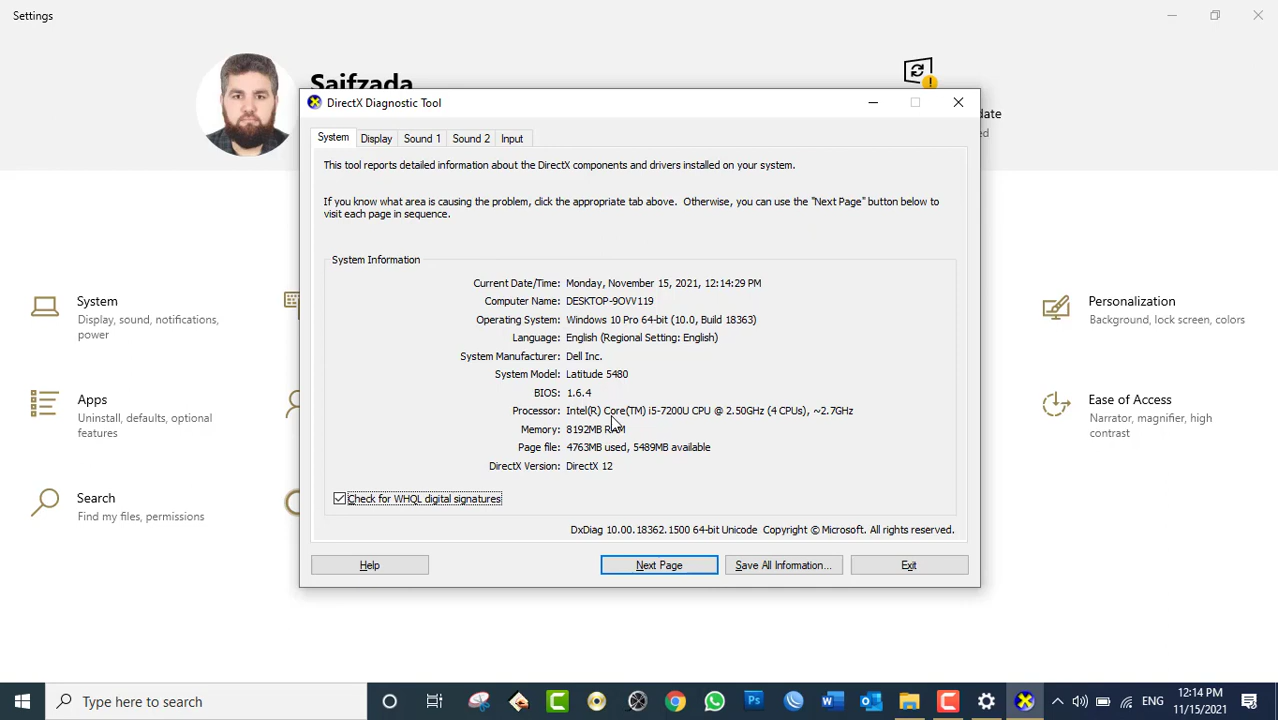 Settings
Saifzada
DirectX Diagnostic Tool
System Display Sound 1 Sound 2 Input
This tool reports detailed information about the DirectX components and drivers installed on your system.
If you know what area is causing the problem, click the appropriate tab above. Otherwise, you can use the "Next Page" button below to
visit each page in sequence.
System Information
Current Date/Time: Monday, November 15, 2021, 12:14:29 PM
Computer Name: DESKTOP-9OVV119
Operating System: Windows 10 Pro 64-bit (10.0, Build 18363)
Language: English (Regional Setting: English)
System Manufacturer: Dell Inc.
System Model: Latitude 5480
BIOS: 1.6.4
Processor: Intel(R) Core(TM) i5-7200U CPU @ 2.50GHz (4 CPUs), ~2.7GHz
Memory: 8192MB RAM
Page file: 4763MB used, 5489MB available
DirectX Version: DirectX 12
Check for WHQL digital signatures
DxDiag 10.00.18362.1500 64-bit Unicode Copyright © Microsoft. All rights reserved.
Help Next Page Save All Information... Exit
System
Display, sound, notifications,
power
Apps
Uninstall, defaults, optional
features
Search
Find my files, permissions
Personalization
Background, lock screen, colors
Ease of Access
Narrator, magnifier, high
contrast
Type here to search
ENG
12:14 PM
11/15/2021